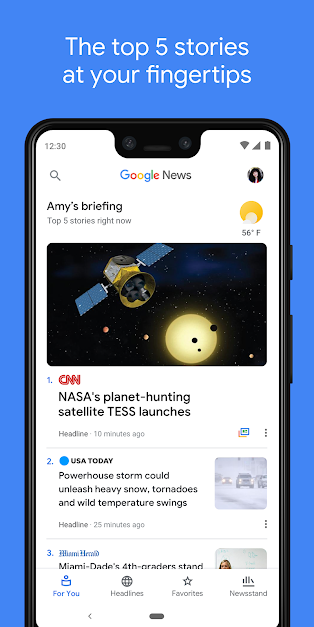 The top 5 stories
at your fingertips
12:30
Google News
Amy's briefing
Top 5 stories right now
56° F
1. CNN
NASA's planet-hunting
satellite TESS launches
Headline · 10 minutes ago
2. USA TODAY
Powerhouse storm could
unleash heavy snow, tornadoes
and wild temperature swings
Headline · 25 minutes ago
3. Miami Herald
Miami-Dade's 4th-graders stand
For You
Headlines
Favorites
Newsstand